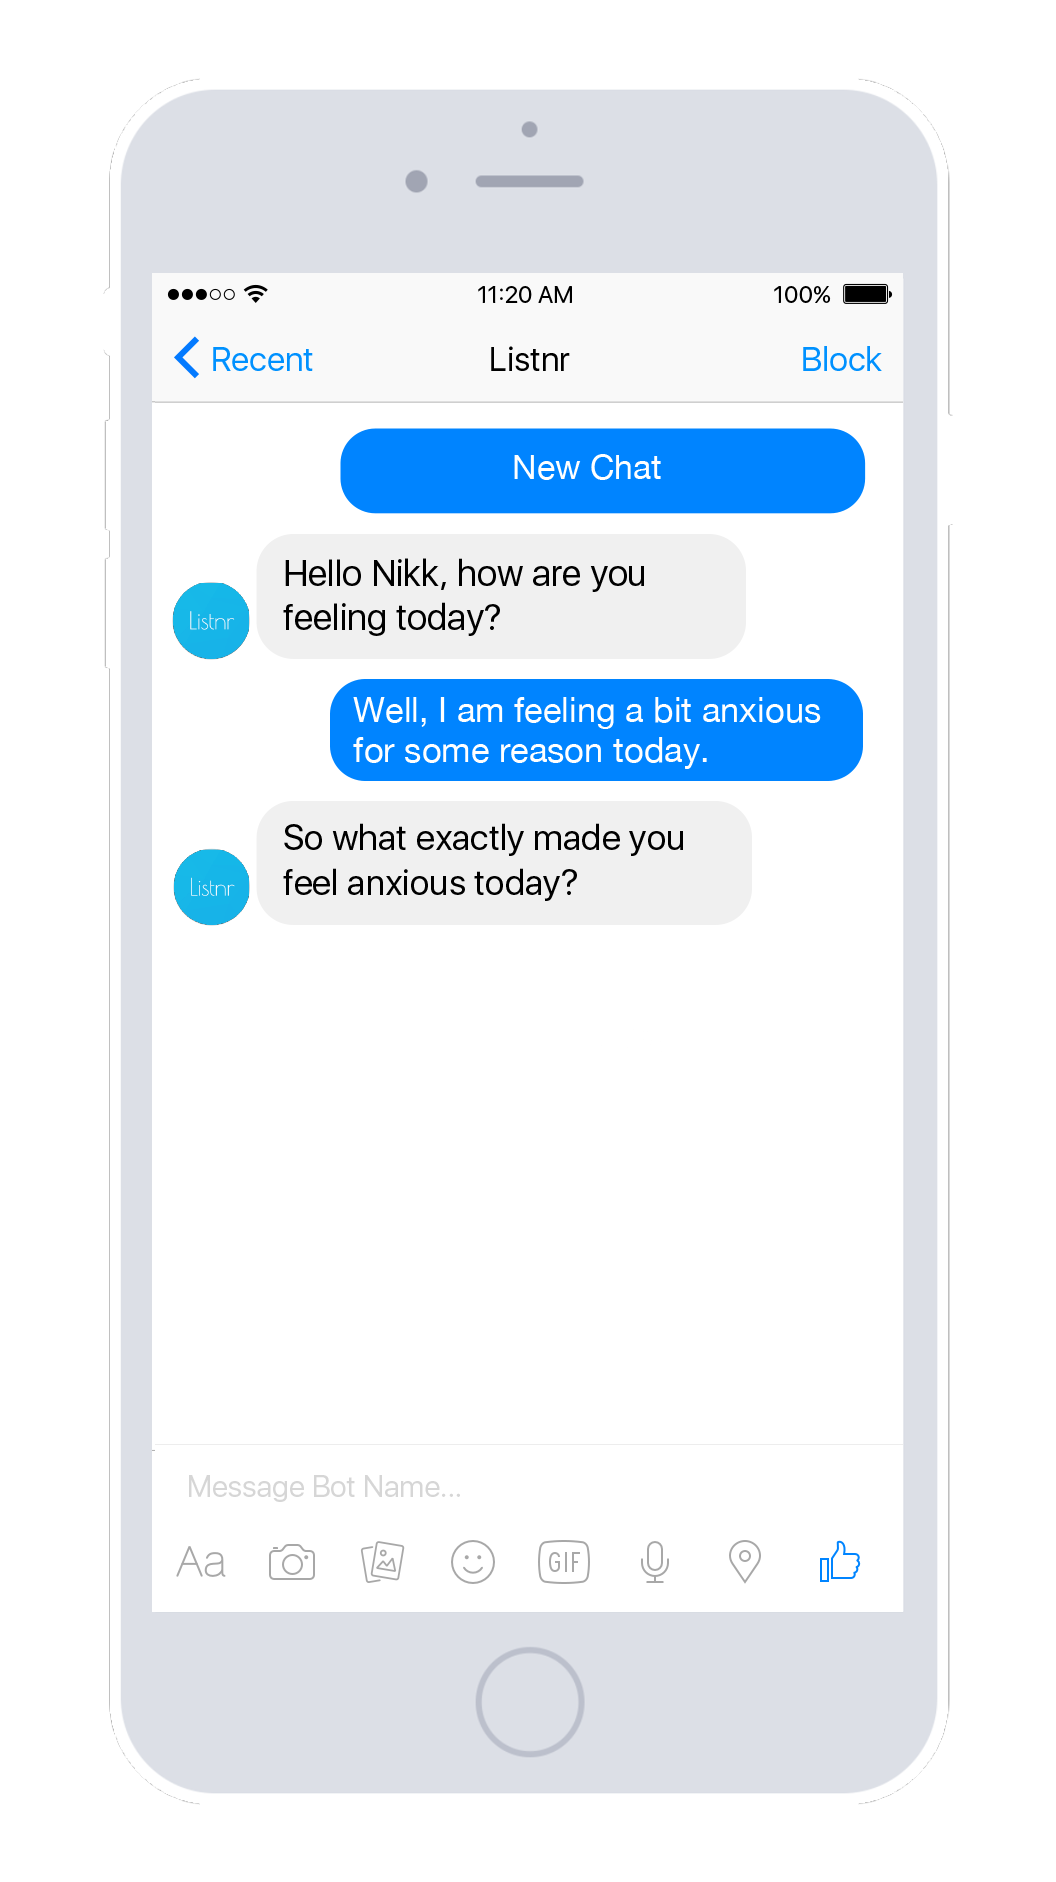 11:20 AM 100%
Recent Listnr Block
New Chat
Hello Nikk, how are you
feeling today?
Listnr
Well, I am feeling a bit anxious
for some reason today.
So what exactly made you
feel anxious today?
Listnr
Message Bot Name...
Aa GIF